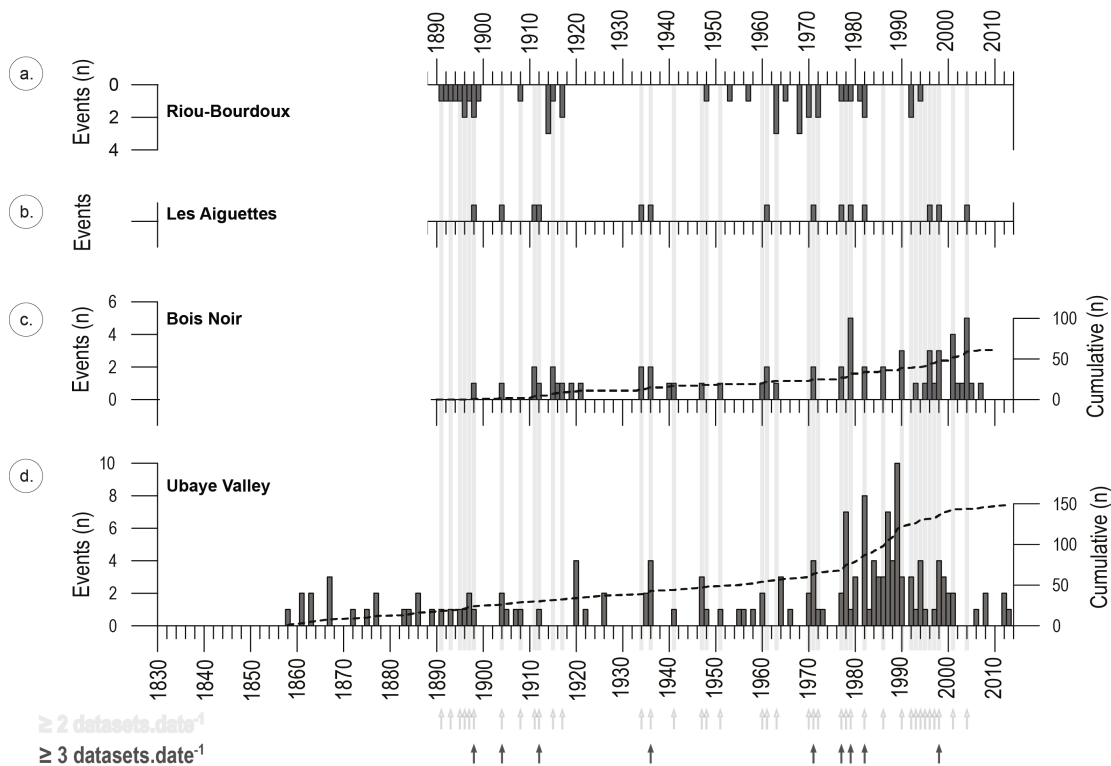 1890 1900 1910 1920 1930 1940 1950 1960 1970 1980 1990 2000 2010
a.
Events (n)
0
2
4
Riou-Bourdoux
b.
Events
Les Aiguettes
c.
Events (n)
6
4
2
0
Bois Noir
100
50
0
Cumulative (n)
d.
Events (n)
10
8
6
4
2
0
Ubaye Valley
150
100
50
0
Cumulative (n)
1830 1840 1850 1860 1870 1880 1890 1900 1910 1920 1930 1940 1950 1960 1970 1980 1990 2000 2010
≥ 2 datasets.date⁻¹
≥ 3 datasets.date⁻¹